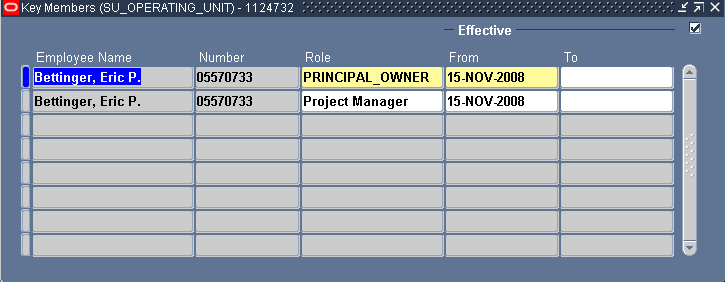 Key Members (SU_OPERATING_UNIT) - 1124732
Effective
Employee Name Number Role From To
Bettinger, Eric P. 05570733 PRINCIPAL_OWNER 15-NOV-2008
Bettinger, Eric P. 05570733 Project Manager 15-NOV-2008